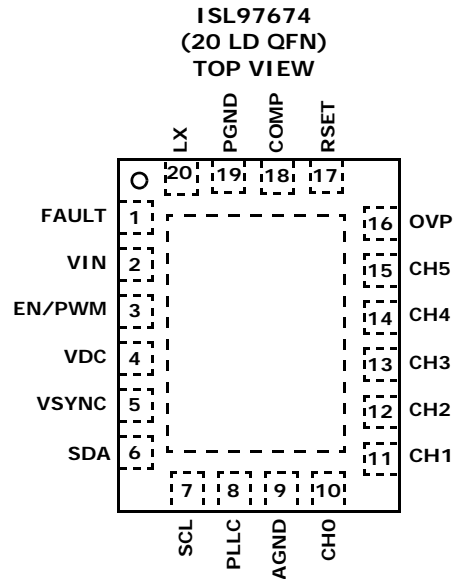 ISL97674
(20 LD QFN)
TOP VIEW
LX
PGND
COMP
RSET
20
19
18
17
FAULT 1
VIN 2
EN/PWM 3
VDC 4
VSYNC 5
SDA 6
16 OVP
15 CH5
14 CH4
13 CH3
12 CH2
11 CH1
7
8
9
10
SCL
PLLC
AGND
CH0